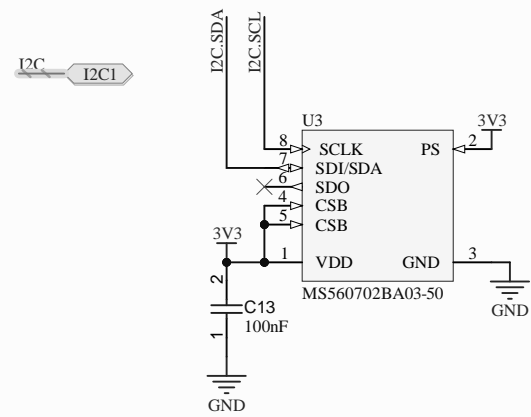 I2C.SDA
I2C.SCL
I2C
I2C1
U3
3V3
8
SCLK
PS
2
7
SDI/SDA
6
SDO
4
CSB
5
CSB
3V3
1
VDD
GND
3
2
MS560702BA03-50
C13
GND
100nF
1
GND